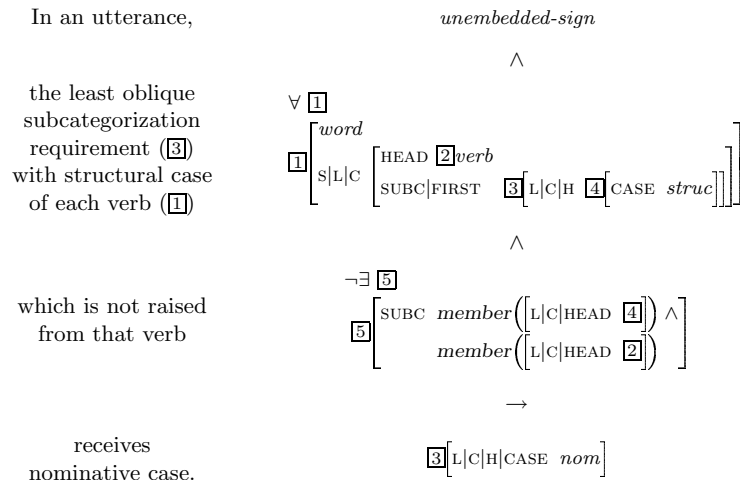 In an utterance, unembedded-sign
∧
the least oblique
subcategorization
requirement (3)
with structural case
of each verb (1)
∀ 1
1 [word
S|L|C [HEAD 2 verb
SUBC|FIRST 3[L|C|H 4[CASE struc]]]]
∧
which is not raised
from that verb
¬∃ 5
5 [SUBC member([L|C|HEAD 4]) ∧
member([L|C|HEAD 2])]
→
receives
nominative case.
3[L|C|H|CASE nom]